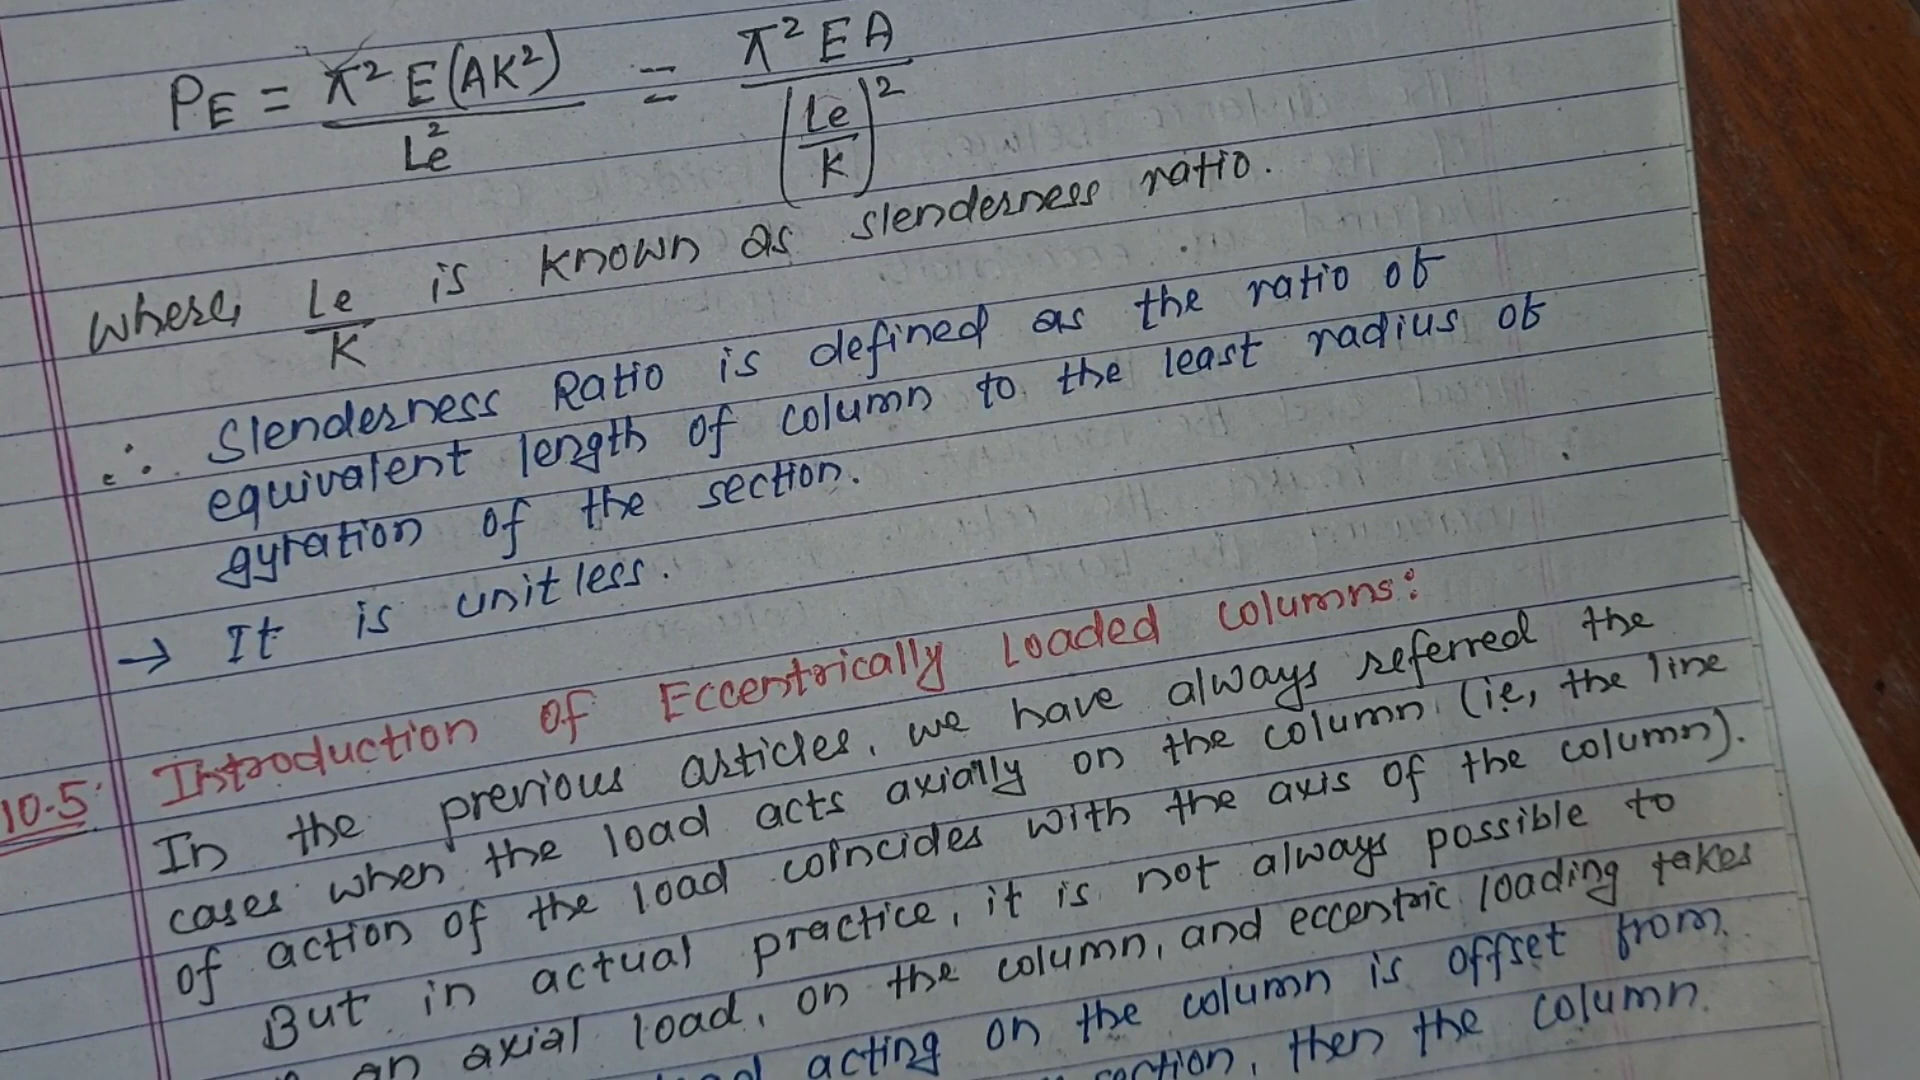 PE = π² E(AK²) / Le² = π² E A / (Le/K)²
Where, Le/K is known as slenderness ratio.
∴ Slenderness Ratio is defined as the ratio of
equivalent length of column to the least radius of
gyration of the section.
→ It is unitless.
10.5: Introduction of Eccentrically Loaded columns:
In the previous articles, we have always referred the
cases when the load acts axially on the column (ie, the line
of action of the load coincides with the axis of the column).
But in actual practice, it is not always possible to
an axial load, on the column, and eccentric loading takes
acting on the column is offset from
then the column